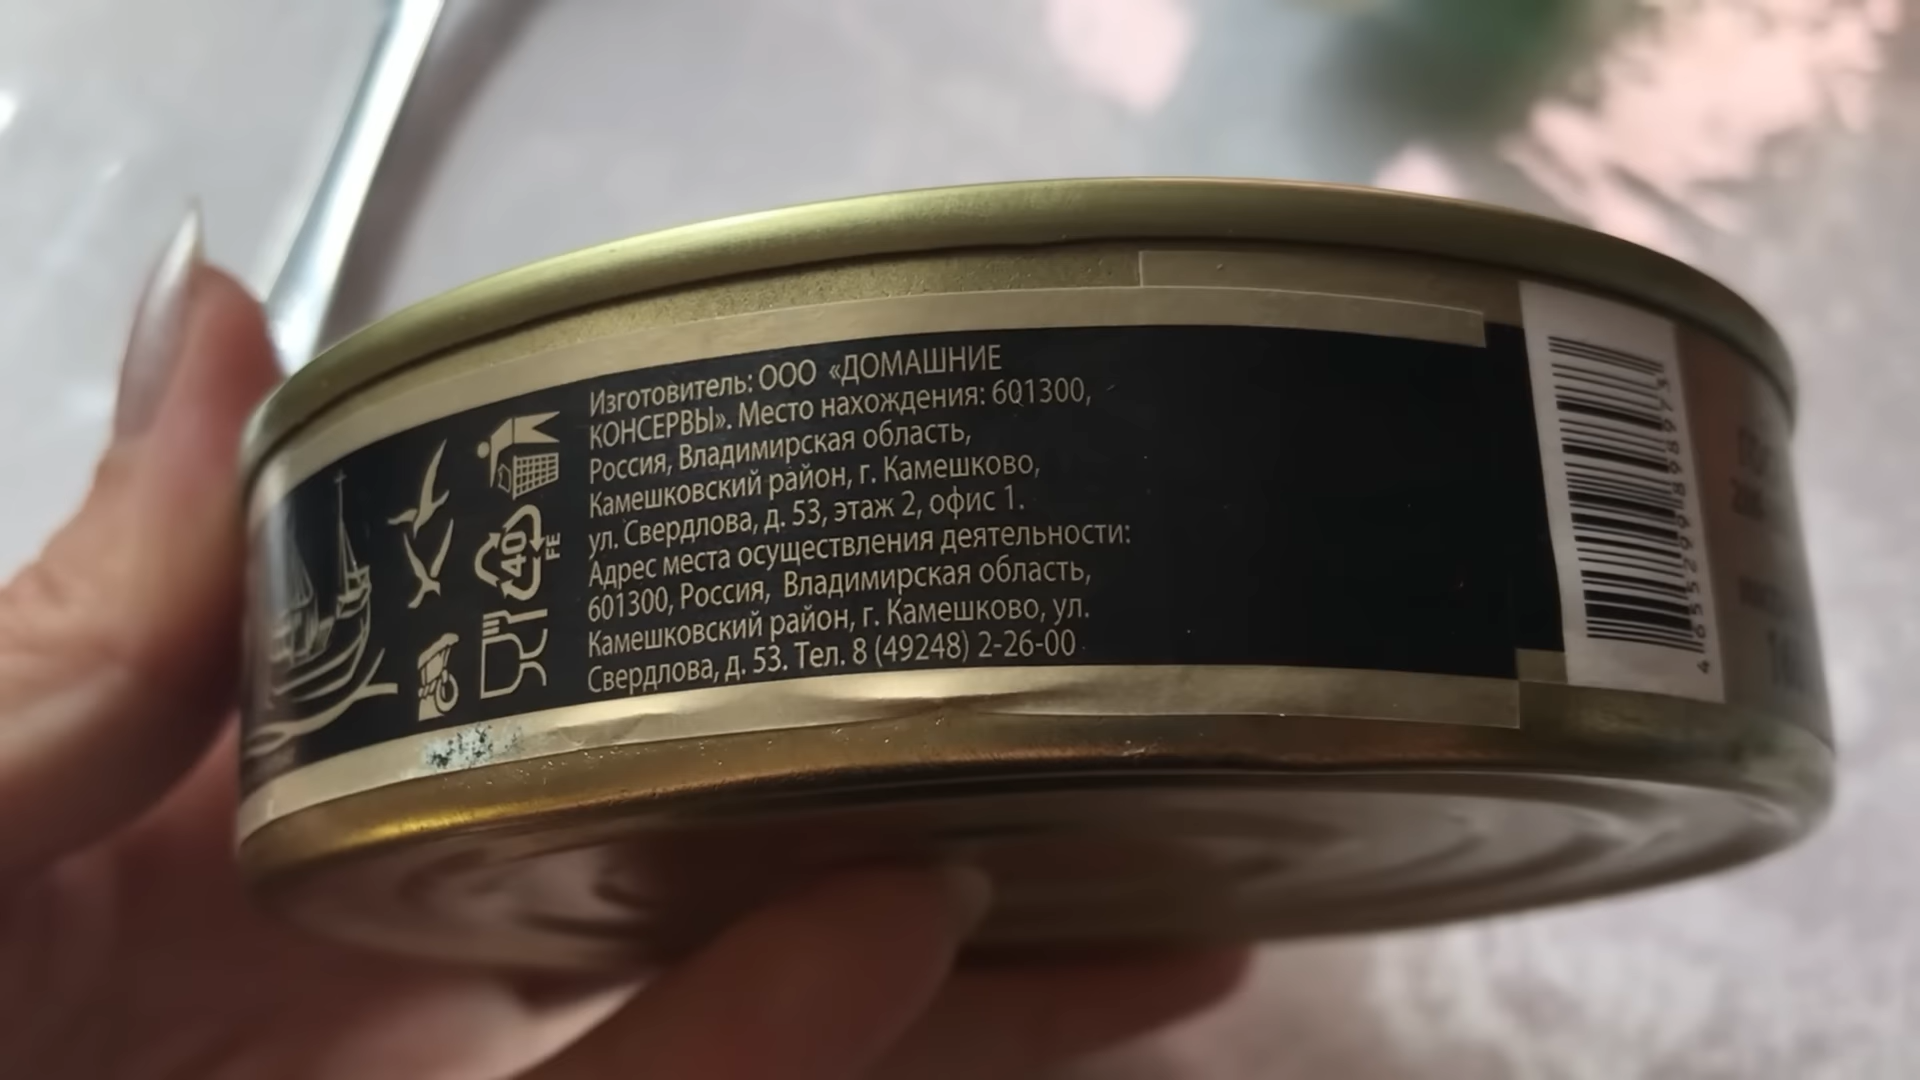 Изготовитель: ООО «ДОМАШНИЕ
КОНСЕРВЫ». Место нахождения: 601300,
Россия, Владимирская область,
Камешковский район, г. Камешково,
ул. Свердлова, д. 53, этаж 2, офис 1.
Адрес места осуществления деятельности:
601300, Россия, Владимирская область,
Камешковский район, г. Камешково, ул.
Свердлова, д. 53. Тел. 8 (49248) 2-26-00
40
FE